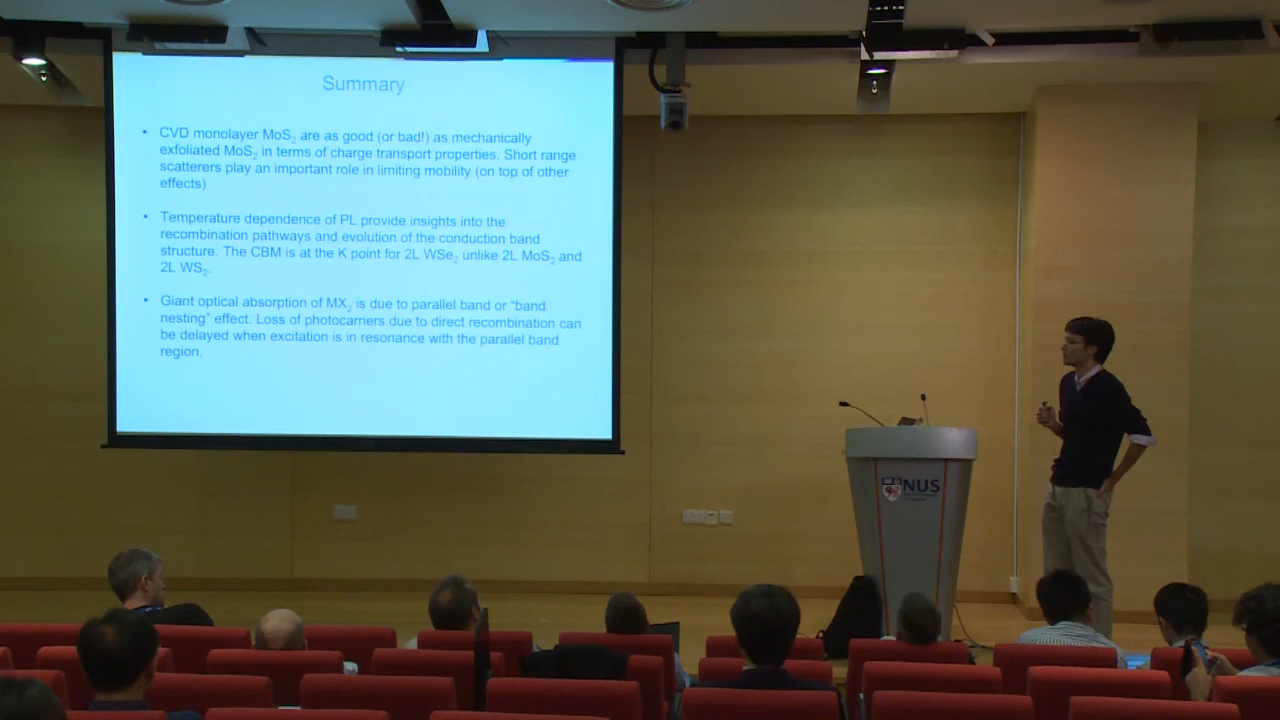 Summary
• CVD monolayer MoS₂ are as good (or bad!) as mechanically
exfoliated MoS₂ in terms of charge transport properties. Short range
scatterers play an important role in limiting mobility (on top of other
effects)
• Temperature dependence of PL provide insights into the
recombination pathways and evolution of the conduction band
structure. The CBM is at the K point for 2L WSe₂ unlike 2L MoS₂ and
2L WS₂.
• Giant optical absorption of MX₂ is due to parallel band or “band
nesting” effect. Loss of photocarriers due to direct recombination can
be delayed when excitation is in resonance with the parallel band
region.
NUS